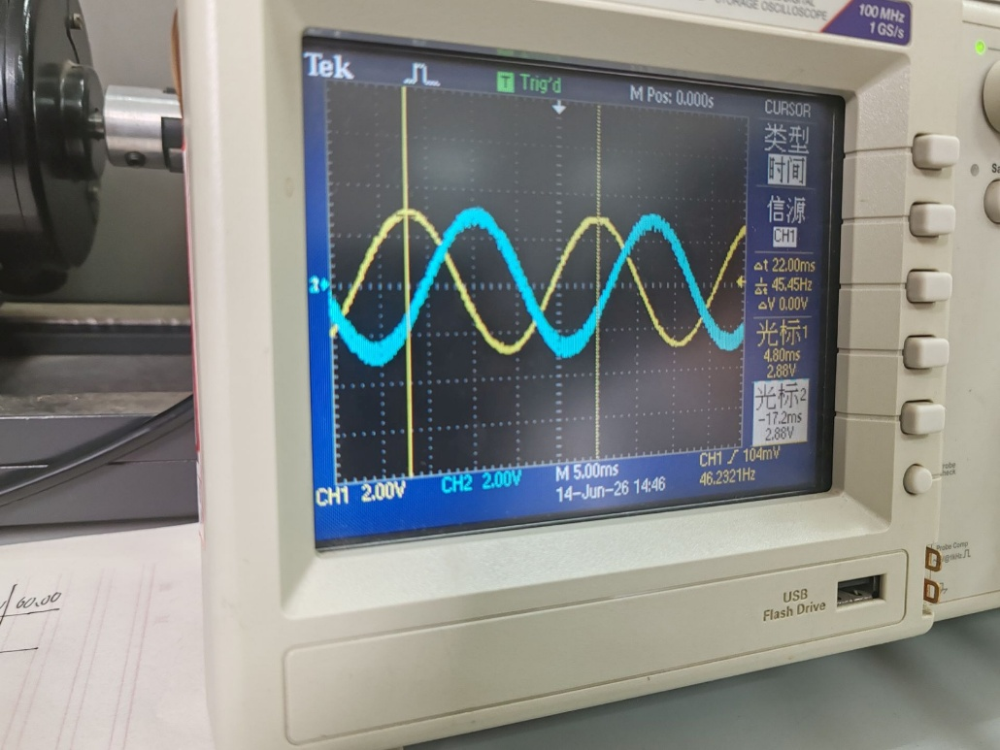 STORAGE OSCILLOSCOPE
100 MHz
1 GS/s
Tek
T Trig'd
M Pos: 0.000s
CURSOR
类型
时间
信源
CH1
Δt 22.00ms
1/Δt 45.45Hz
ΔV 0.00V
光标1
4.80ms
2.88V
光标2
-17.2ms
2.88V
CH1 2.00V
CH2 2.00V
M 5.00ms
CH1 104mV
14-Jun-26 14:46
46.2321Hz
60.00
Probe Comp
USB
Flash Drive